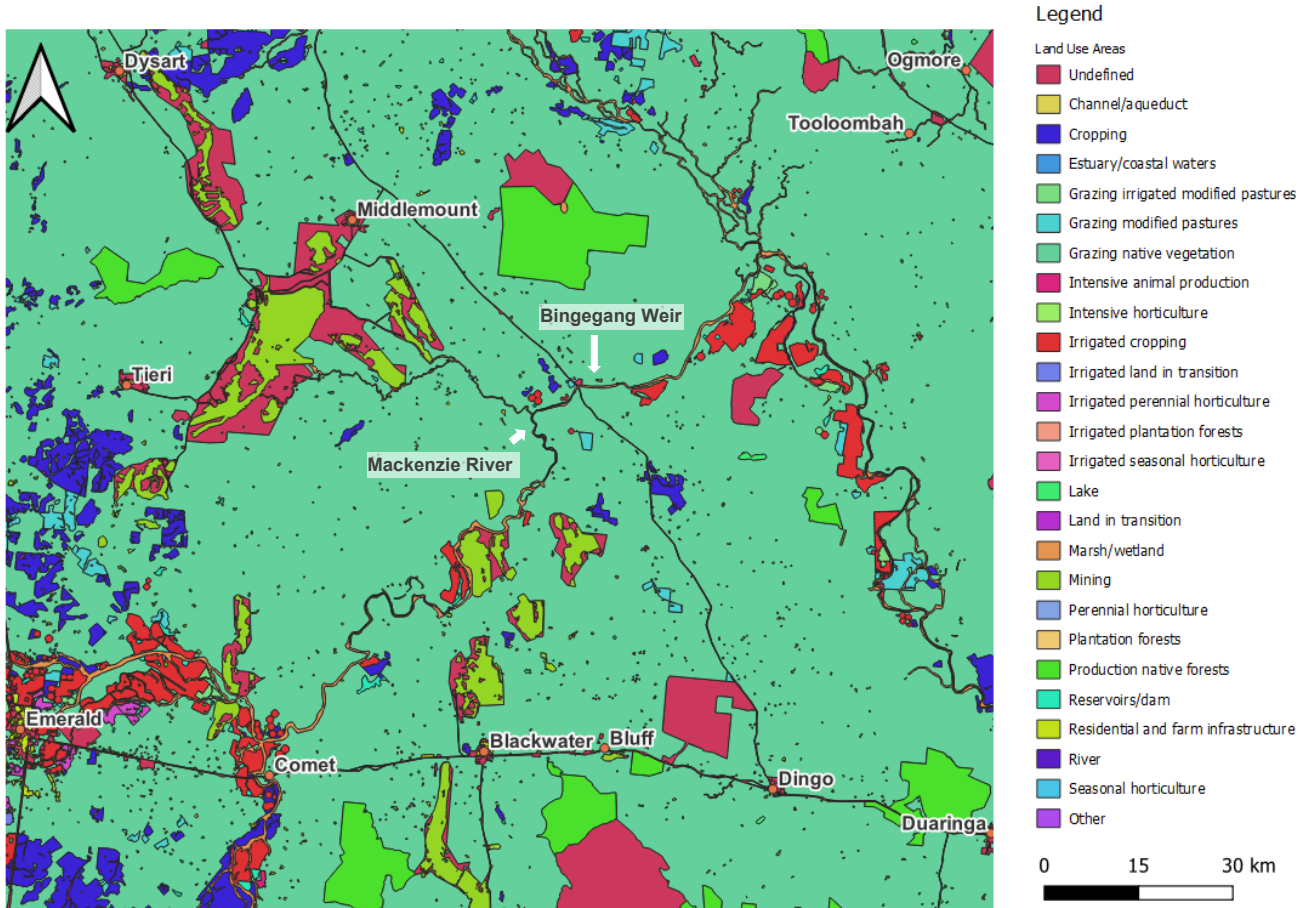 Legend
Land Use Areas
Undefined
Channel/aqueduct
Cropping
Estuary/coastal waters
Grazing irrigated modified pastures
Grazing modified pastures
Grazing native vegetation
Intensive animal production
Intensive horticulture
Irrigated cropping
Irrigated land in transition
Irrigated perennial horticulture
Irrigated plantation forests
Irrigated seasonal horticulture
Lake
Land in transition
Marsh/wetland
Mining
Perennial horticulture
Plantation forests
Production native forests
Reservoirs/dam
Residential and farm infrastructure
River
Seasonal horticulture
Other
0 15 30 km
Dysart
Ogmore
Tooloombah
Middlemount
Bingegang Weir
Tieri
Mackenzie River
Emerald
Blackwater
Bluff
Comet
Dingo
Duaringa